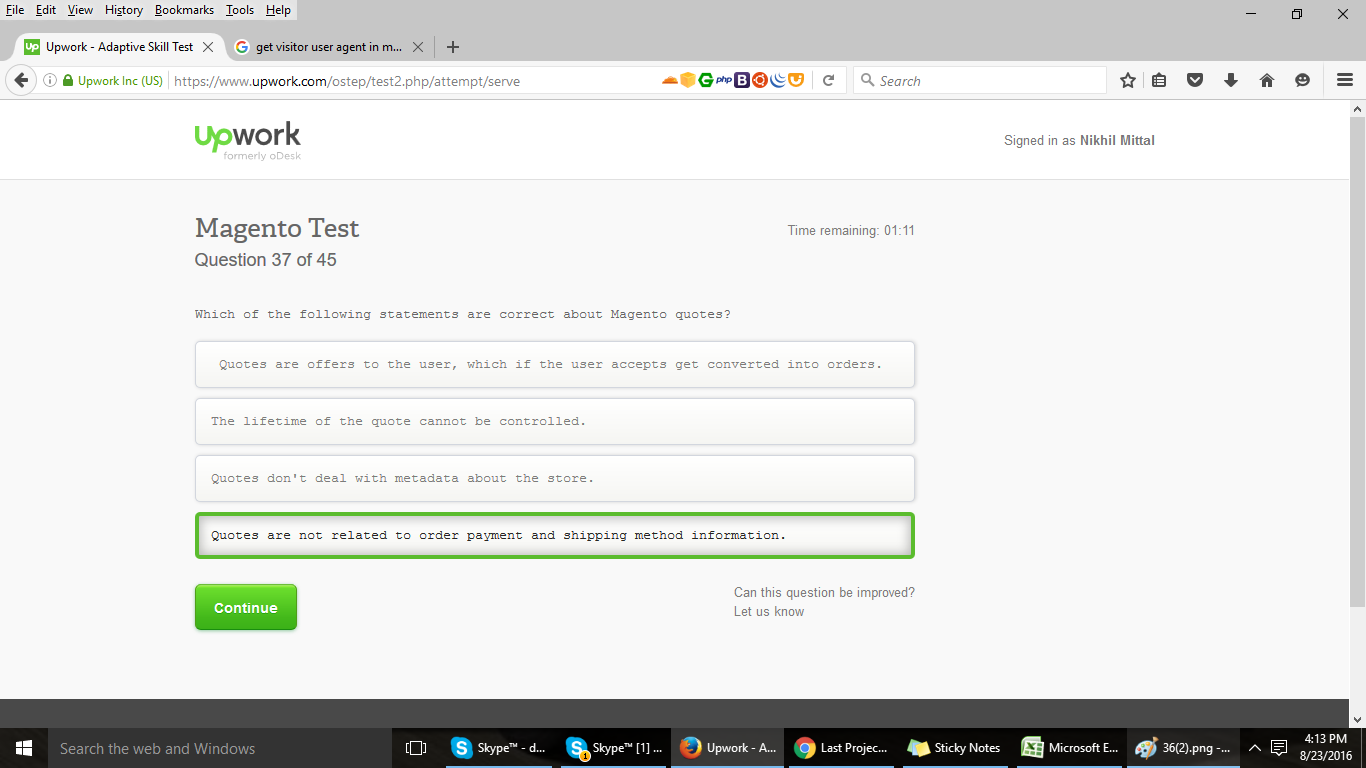 File Edit View History Bookmarks Tools Help
Up Upwork - Adaptive Skill Test get visitor user agent in m...
Upwork Inc (US) https://www.upwork.com/ostep/test2.php/attempt/serve php B Search
upwork
formerly oDesk
Signed in as Nikhil Mittal
Magento Test
Time remaining: 01:11
Question 37 of 45
Which of the following statements are correct about Magento quotes?
Quotes are offers to the user, which if the user accepts get converted into orders.
The lifetime of the quote cannot be controlled.
Quotes don't deal with metadata about the store.
Quotes are not related to order payment and shipping method information.
Continue
Can this question be improved?
Let us know
Search the web and Windows Skype™ - d... Skype™ [1] ... Upwork - A... Last Projec... Sticky Notes Microsoft E... 36(2).png -... 4:13 PM
8/23/2016